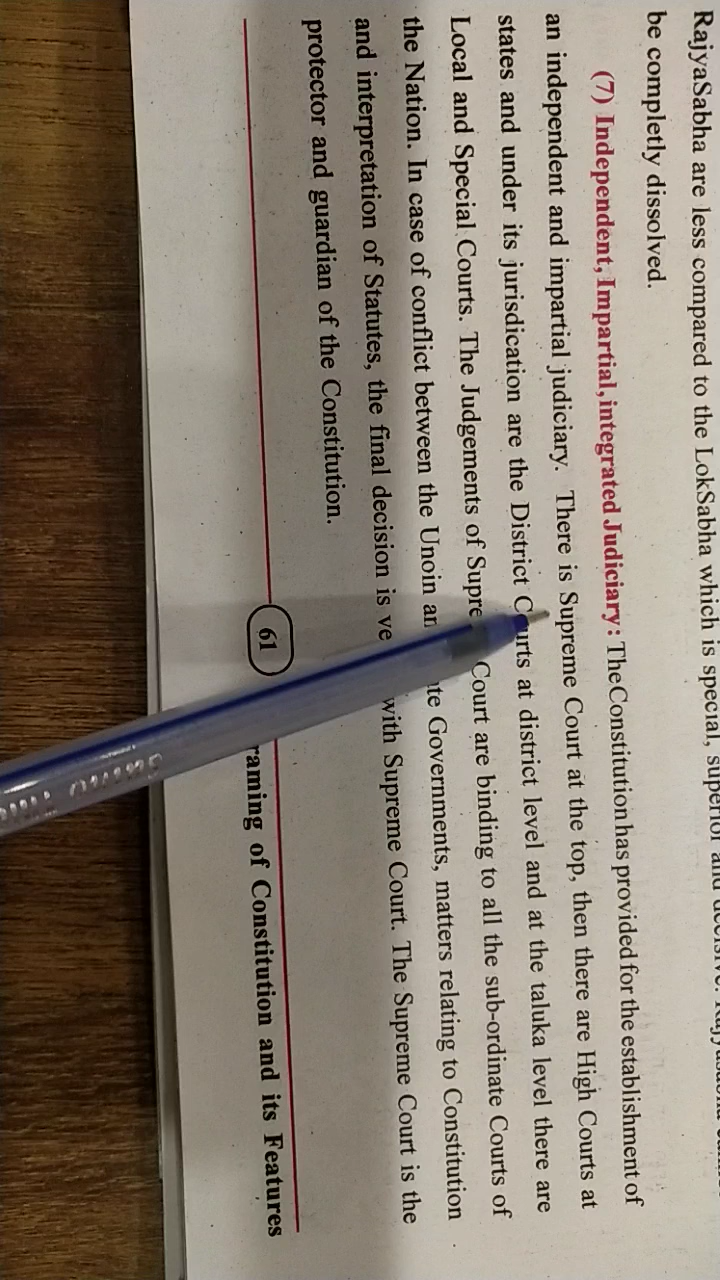 RajyaSabha are less compared to the LokSabha which is special, superior and decisive.
be completly dissolved.
(7) Independent, Impartial, integrated Judiciary: The Constitution has provided for the establishment of
an independent and impartial judiciary. There is Supreme Court at the top, then there are High Courts at
states and under its jurisdication are the District C urts at district level and at the taluka level there are
Local and Special Courts. The Judgements of Supre Court are binding to all the sub-ordinate Courts of
the Nation. In case of conflict between the Unoin an te Governments, matters relating to Constitution
and interpretation of Statutes, the final decision is ve with Supreme Court. The Supreme Court is the
protector and guardian of the Constitution.
61
raming of Constitution and its Features